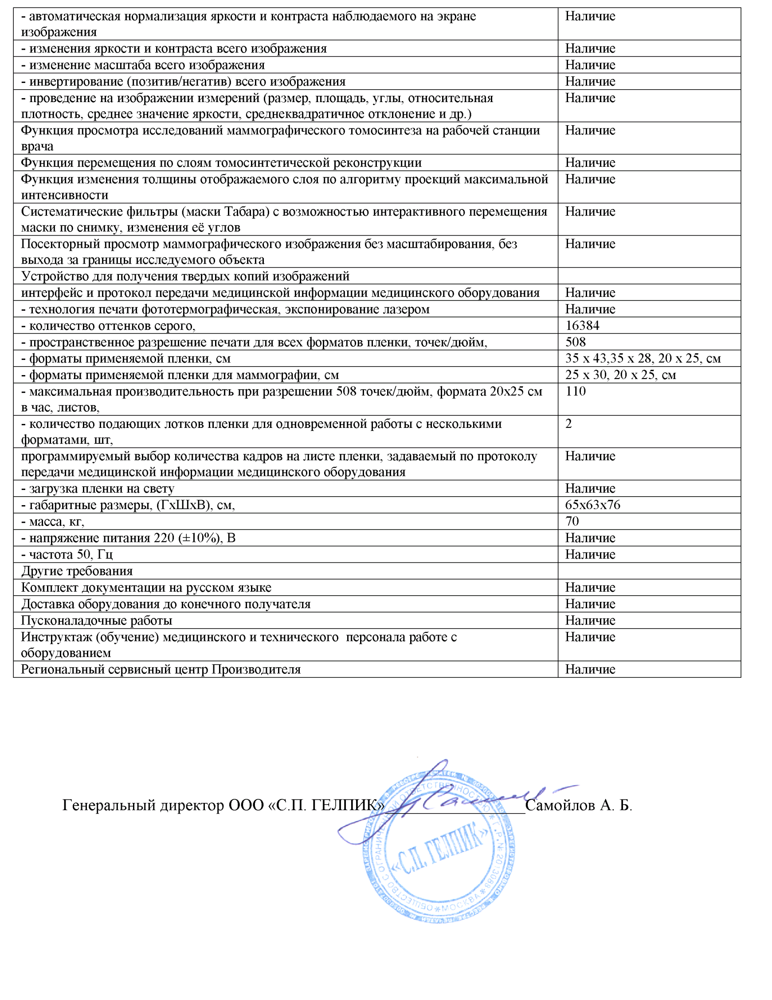 - автоматическая нормализация яркости и контраста наблюдаемого на экране Наличие
изображения
- изменения яркости и контраста всего изображения Наличие
- изменение масштаба всего изображения Наличие
- инвертирование (позитив/негатив) всего изображения Наличие
- проведение на изображении измерений (размер, площадь, углы, относительная Наличие
плотность, среднее значение яркости, среднеквадратичное отклонение и др.)
Функция просмотра исследований маммографического томосинтеза на рабочей станции Наличие
врача
Функция перемещения по слоям томосинтетической реконструкции Наличие
Функция изменения толщины отображаемого слоя по алгоритму проекций максимальной Наличие
интенсивности
Систематические фильтры (маски Табара) с возможностью интерактивного перемещения Наличие
маски по снимку, изменения её углов
Посекторный просмотр маммографического изображения без масштабирования, без Наличие
выхода за границы исследуемого объекта
Устройство для получения твердых копий изображений
интерфейс и протокол передачи медицинской информации медицинского оборудования Наличие
- технология печати фототермографическая, экспонирование лазером Наличие
- количество оттенков серого, 16384
- пространственное разрешение печати для всех форматов пленки, точек/дюйм, 508
- форматы применяемой пленки, см 35 x 43,35 x 28, 20 x 25, см
- форматы применяемой пленки для маммографии, см 25 x 30, 20 x 25, см
- максимальная производительность при разрешении 508 точек/дюйм, формата 20х25 см 110
в час, листов,
- количество подающих лотков пленки для одновременной работы с несколькими 2
форматами, шт,
программируемый выбор количества кадров на листе пленки, задаваемый по протоколу Наличие
передачи медицинской информации медицинского оборудования
- загрузка пленки на свету Наличие
- габаритные размеры, (ГхШхВ), см, 65х63х76
- масса, кг, 70
- напряжение питания 220 (±10%), В Наличие
- частота 50, Гц Наличие
Другие требования
Комплект документации на русском языке Наличие
Доставка оборудования до конечного получателя Наличие
Пусконаладочные работы Наличие
Инструктаж (обучение) медицинского и технического персонала работе с Наличие
оборудованием
Региональный сервисный центр Производителя Наличие
Генеральный директор ООО «С.П. ГЕЛПИК»__________________Самойлов А. Б.
ОБЩЕСТВО С ОГРАНИЧЕННОЙ ОТВЕТСТВЕННОСТЬЮ * Г.Р.№ 2013088 * МОСКВА *
«С.П. ГЕЛПИК»